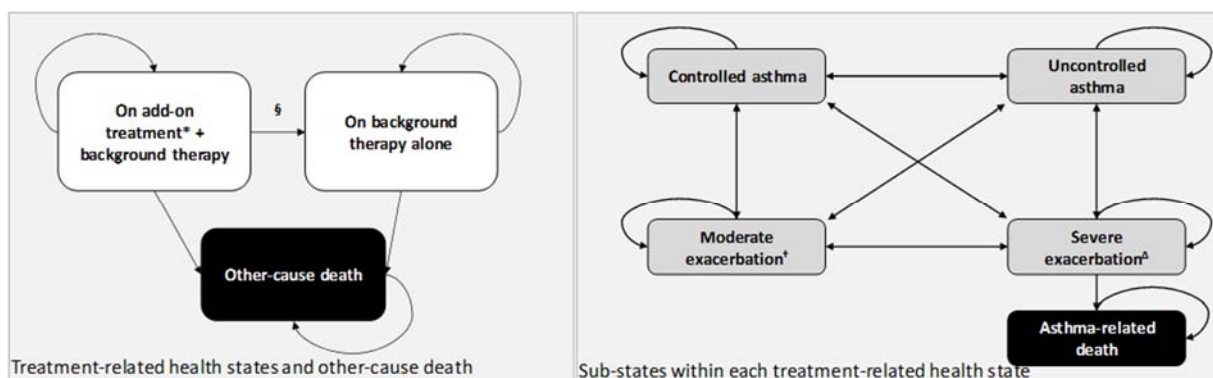 On add-on
treatment* +
background therapy
§
On background
therapy alone
Other-cause death
Treatment-related health states and other-cause death
Controlled asthma
Uncontrolled
asthma
Moderate
exacerbation†
Severe
exacerbationΔ
Asthma-related
death
Sub-states within each treatment-related health state